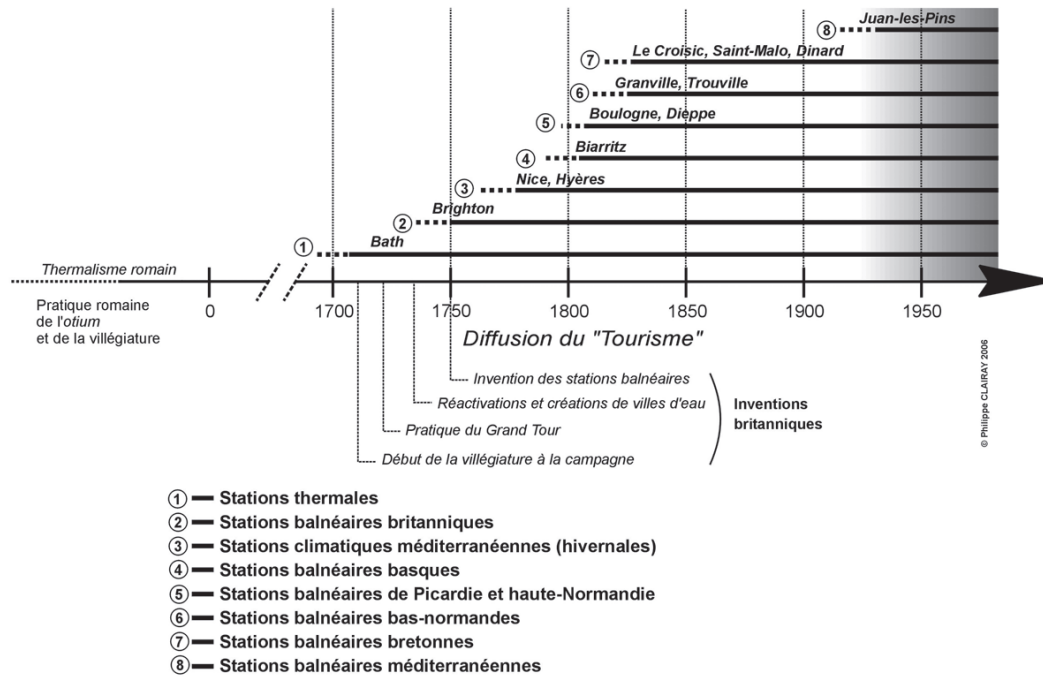 8 Juan-les-Pins
7 Le Croisic, Saint-Malo, Dinard
6 Granville, Trouville
5 Boulogne, Dieppe
4 Biarritz
3 Nice, Hyères
2 Brighton
1 Bath
Thermalisme romain
Pratique romaine
de l'otium
et de la villégiature
0 1700 1750 1800 1850 1900 1950
Diffusion du "Tourisme"
Invention des stations balnéaires
Réactivations et créations de villes d'eau
Pratique du Grand Tour
Début de la villégiature à la campagne
Inventions
britanniques
© Philippe CLAIRAY 2006
1 Stations thermales
2 Stations balnéaires britanniques
3 Stations climatiques méditerranéennes (hivernales)
4 Stations balnéaires basques
5 Stations balnéaires de Picardie et haute-Normandie
6 Stations balnéaires bas-normandes
7 Stations balnéaires bretonnes
8 Stations balnéaires méditerranéennes